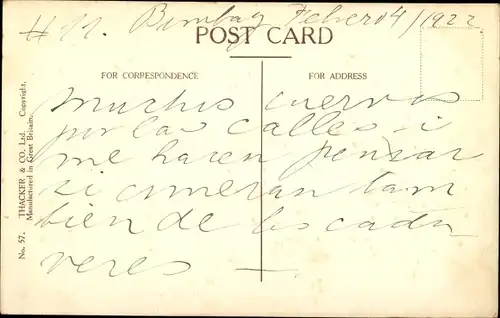 # 11. Bombay Febero 4/1922
POST CARD
FOR CORRESPONDENCE
FOR ADDRESS
Muchos cuervos
por las calles i
me hacen pensar
si comeran tam
bien de los cada
veres —
No. 57. THACKER & CO. Ltd. Copyright.
Manufactured in Great Britain.